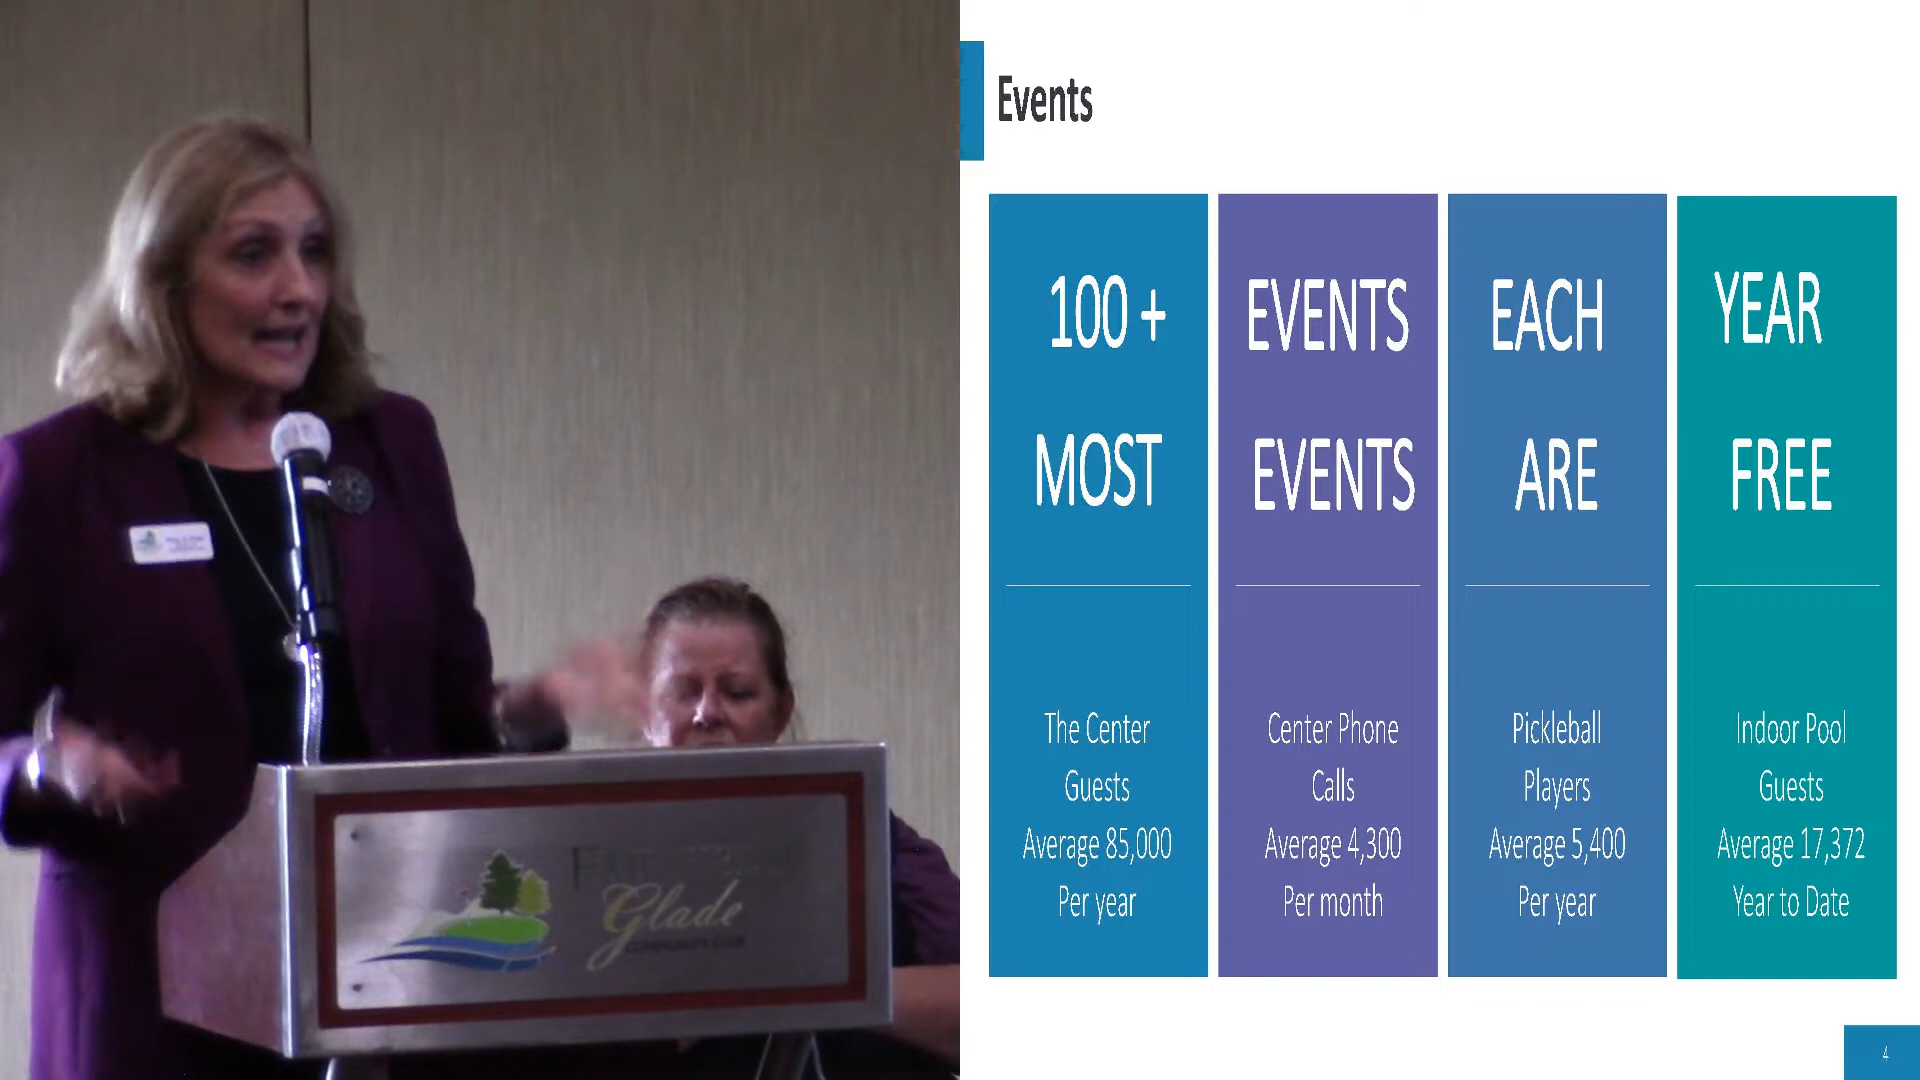 Glade
COMMUNITY CLUB
Events
100 + EVENTS EACH YEAR
MOST EVENTS ARE FREE
The Center
Guests
Average 85,000
Per year
Center Phone
Calls
Average 4,300
Per month
Pickleball
Players
Average 5,400
Per year
Indoor Pool
Guests
Average 17,372
Year to Date
4